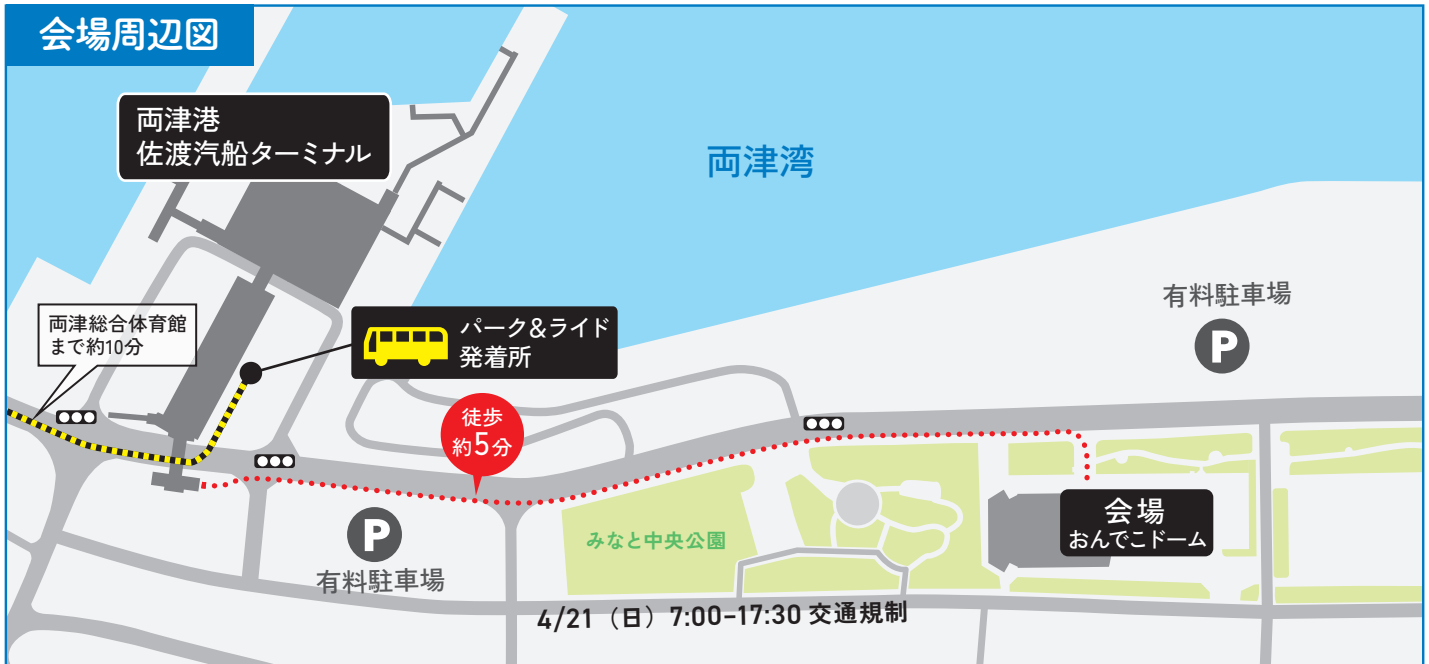 会場周辺図
両津港
佐渡汽船ターミナル
両津湾
有料駐車場
P
両津総合体育館
まで約10分
パーク&ライド
発着所
徒歩
約5分
P
有料駐車場
みなと中央公園
会場
おんでこドーム
4/21（日）7:00-17:30 交通規制